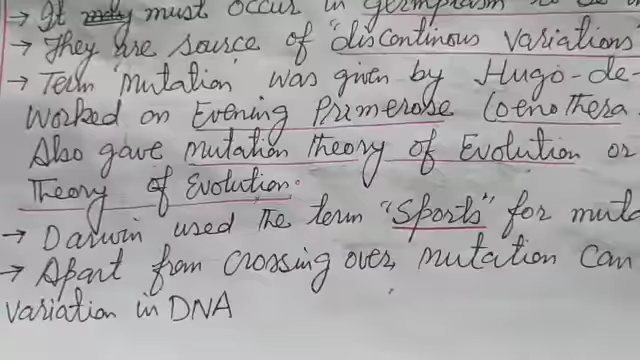 → It must occur in germplasm
→ They are source of "discontinous variations"
→ Term 'mutation' was given by Hugo-de-
Worked on Evening Primerose (oenothera
Also gave mutation theory of Evolution or
Theory of Evolution.
→ Darwin used the term "Sports" for muta
→ Apart from crossing over, mutation can
variation in DNA